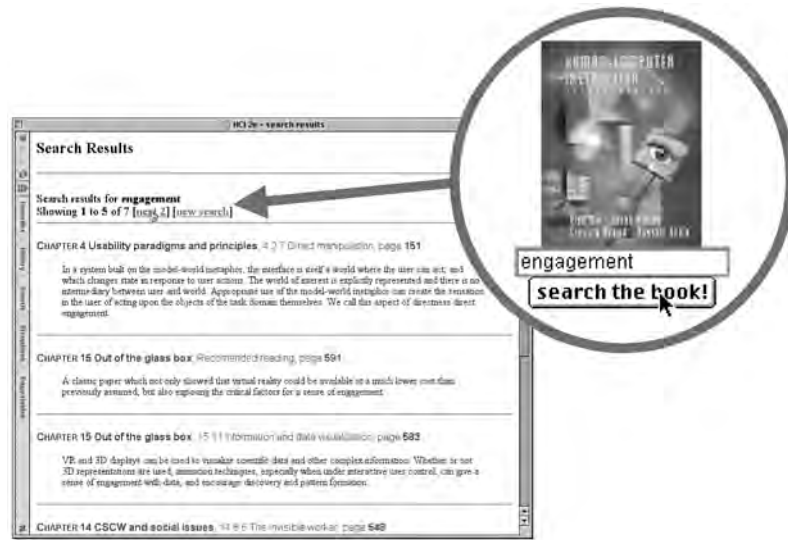 HCI 2e - search results
Search Results
Search results for engagement
Showing 1 to 5 of 7 [next 2] [new search]
CHAPTER 4 Usability paradigms and principles, 4.2.7 Direct manipulation, page 151
In a system built on the model-world metaphor, the interface is itself a world where the user can act, and
which changes state in response to user actions. The world of interest is explicitly represented and there is no
intermediary between user and world. Appropriate use of the model-world metaphor can create the sensation
in the user of acting upon the objects of the task domain themselves. We call this aspect of directness direct
engagement.
CHAPTER 15 Out of the glass box, Recommended reading, page 591
A classic paper which not only showed that virtual reality could be available at a much lower cost than
previously assumed, but also exposing the critical factors for a sense of engagement.
CHAPTER 15 Out of the glass box, 15.11 Information and data visualization, page 583
VR and 3D displays can be used to visualize scientific data and other complex information. Whether or not
3D representations are used, animation techniques, especially when under interactive user control, can give a
sense of engagement with data, and encourage discovery and pattern formation.
CHAPTER 14 CSCW and social issues, 14.8.6 The invisible worker, page 548
HUMAN-COMPUTER
INTERACTION
engagement
search the book!